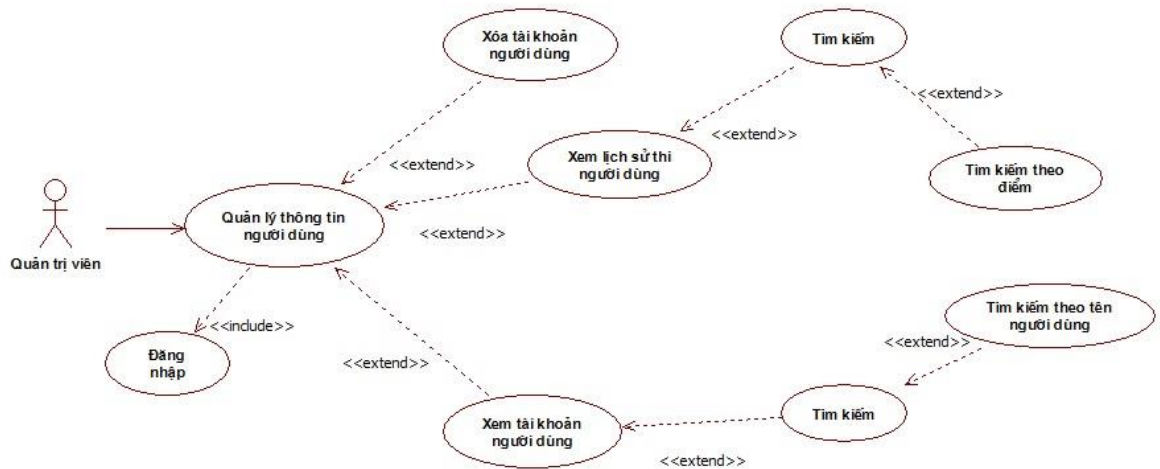 Xóa tài khoản
người dùng
Tìm kiếm
<<extend>>
<<extend>>
<<extend>>
Xem lịch sử thi
người dùng
Tìm kiếm theo
điểm
Quản lý thông tin
người dùng
<<extend>>
Quản trị viên
<<include>>
Tìm kiếm theo tên
người dùng
<<extend>>
Đăng
nhập
<<extend>>
Xem tài khoản
người dùng
Tìm kiếm
<<extend>>